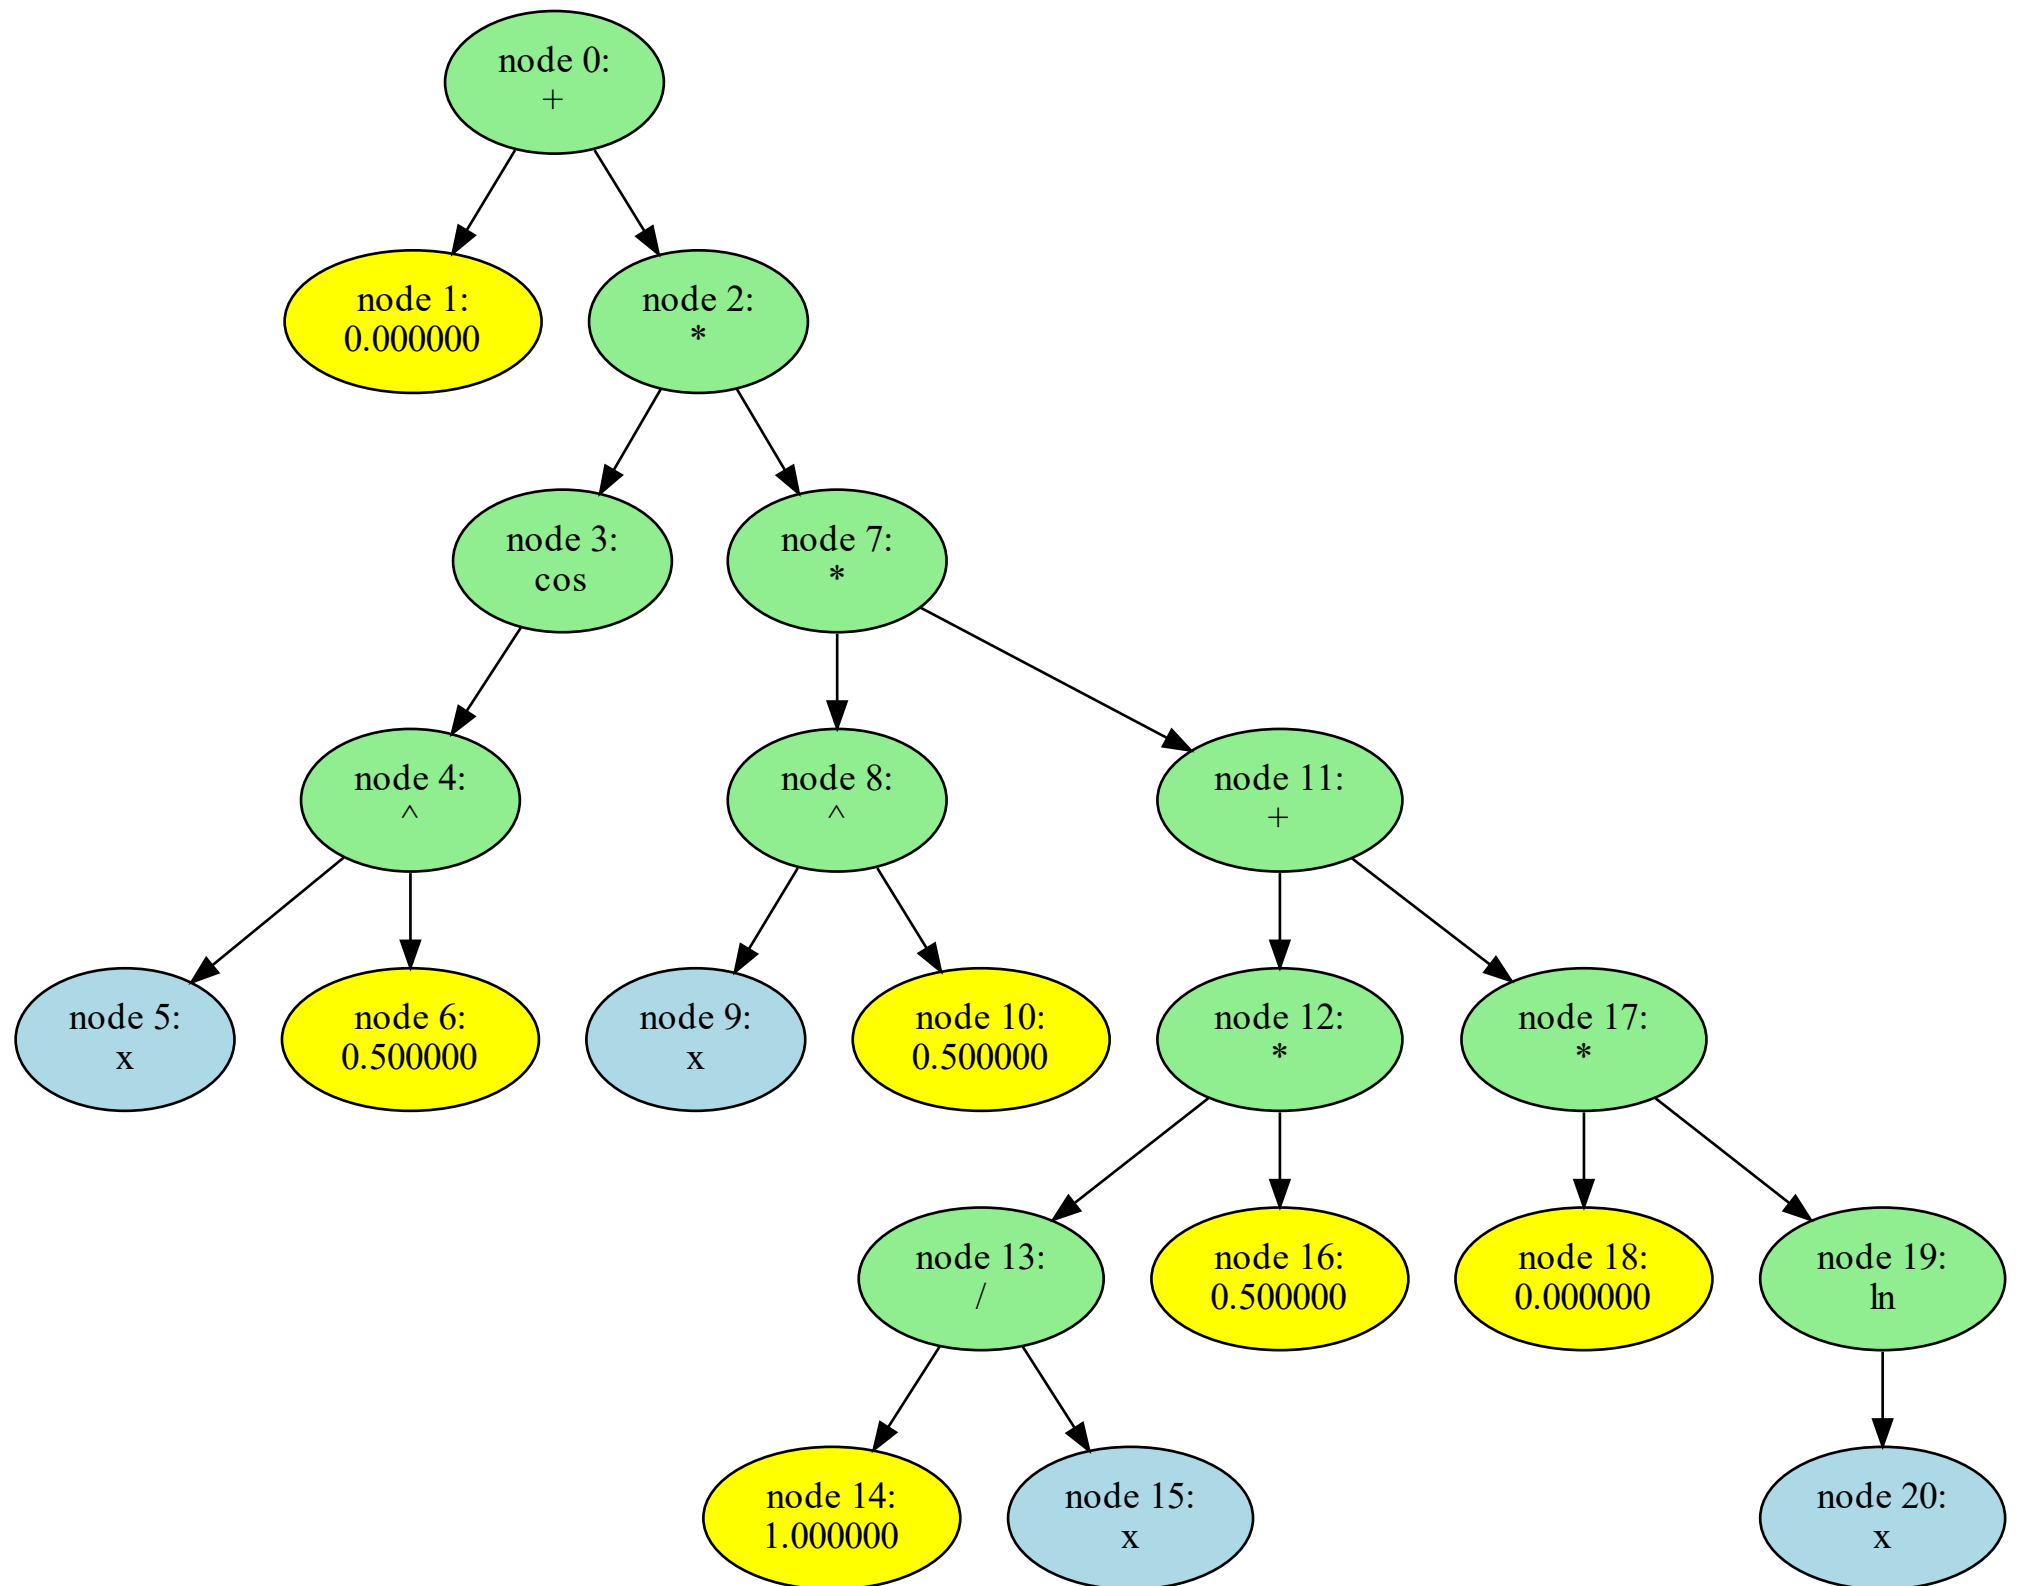 node 0:
+
node 1:
0.000000
node 2:
*
node 3:
cos
node 7:
*
node 4:
^
node 8:
^
node 11:
+
node 5:
x
node 6:
0.500000
node 9:
x
node 10:
0.500000
node 12:
*
node 17:
*
node 13:
/
node 16:
0.500000
node 18:
0.000000
node 19:
ln
node 14:
1.000000
node 15:
x
node 20:
x